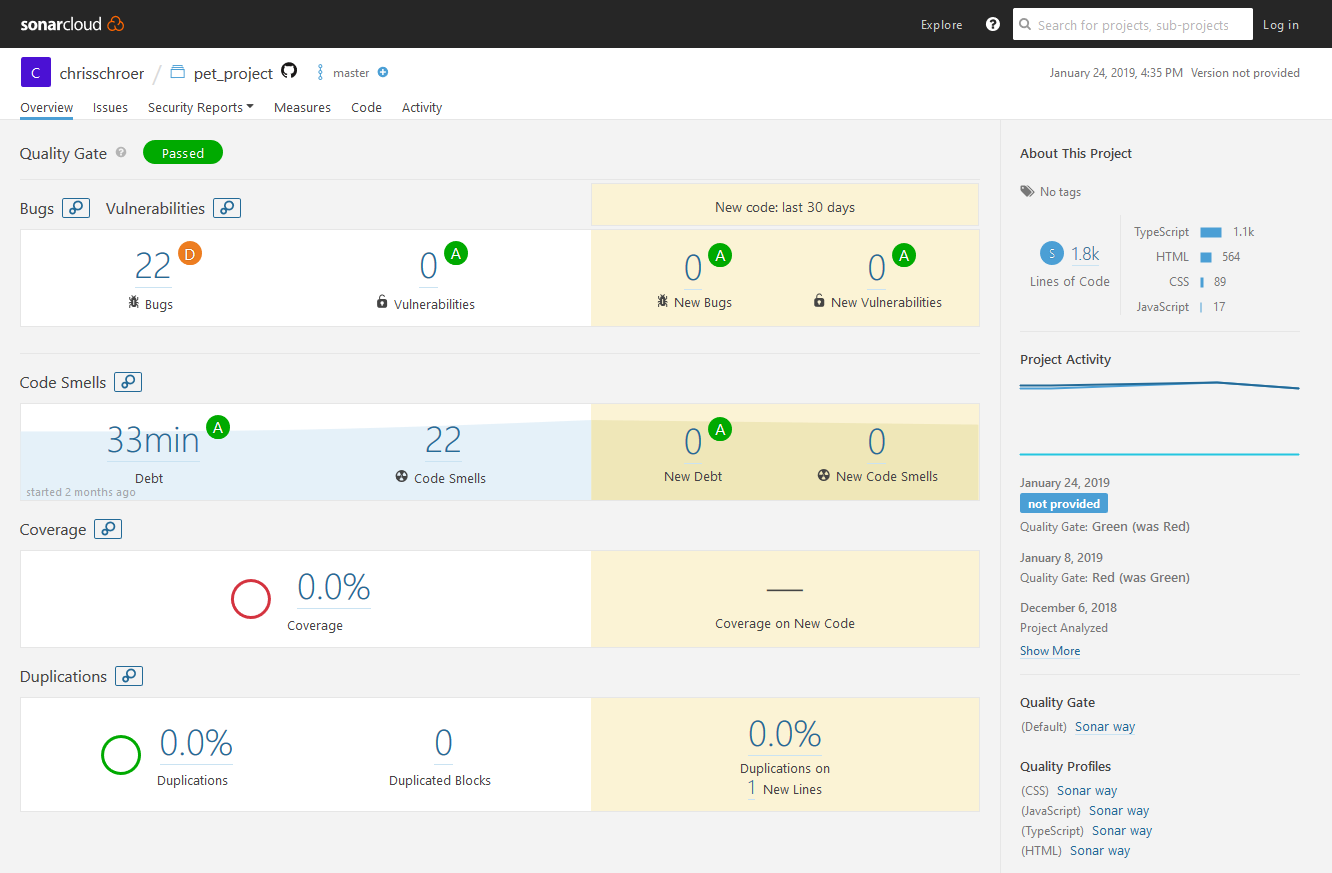 sonarcloud
Explore
Search for projects, sub-projects
Log in
C chrisschroer / pet_project master
January 24, 2019, 4:35 PM Version not provided
Overview Issues Security Reports Measures Code Activity
Quality Gate ? Passed
Bugs Vulnerabilities
New code: last 30 days
22 D
Bugs
0 A
Vulnerabilities
0 A
New Bugs
0 A
New Vulnerabilities
Code Smells
33min A
Debt
started 2 months ago
22
Code Smells
0 A
New Debt
0
New Code Smells
Coverage
0.0%
Coverage
—
Coverage on New Code
Duplications
0.0%
Duplications
0
Duplicated Blocks
0.0%
Duplications on
1 New Lines
About This Project
No tags
S 1.8k
Lines of Code
TypeScript 1.1k
HTML 564
CSS 89
JavaScript 17
Project Activity
January 24, 2019
not provided
Quality Gate: Green (was Red)
January 8, 2019
Quality Gate: Red (was Green)
December 6, 2018
Project Analyzed
Show More
Quality Gate
(Default) Sonar way
Quality Profiles
(CSS) Sonar way
(JavaScript) Sonar way
(TypeScript) Sonar way
(HTML) Sonar way